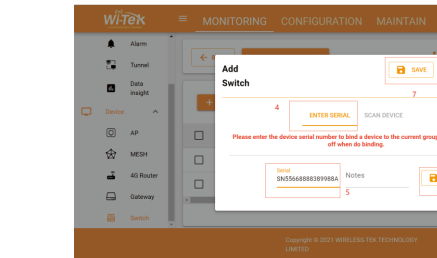 Wi-Tek
MONITORING CONFIGURATION MAINTAIN
Alarm
Tunnel
Data insight
Device
AP
MESH
4G Router
Gateway
Switch
Add Switch
SAVE
7
4
ENTER SERIAL SCAN DEVICE
Please enter the device serial number to bind a device to the current group
off when do binding.
Serial
SN55668888389988A
Notes
5
Copyright © 2021 WIRELESS TEK TECHNOLOGY
LIMITED